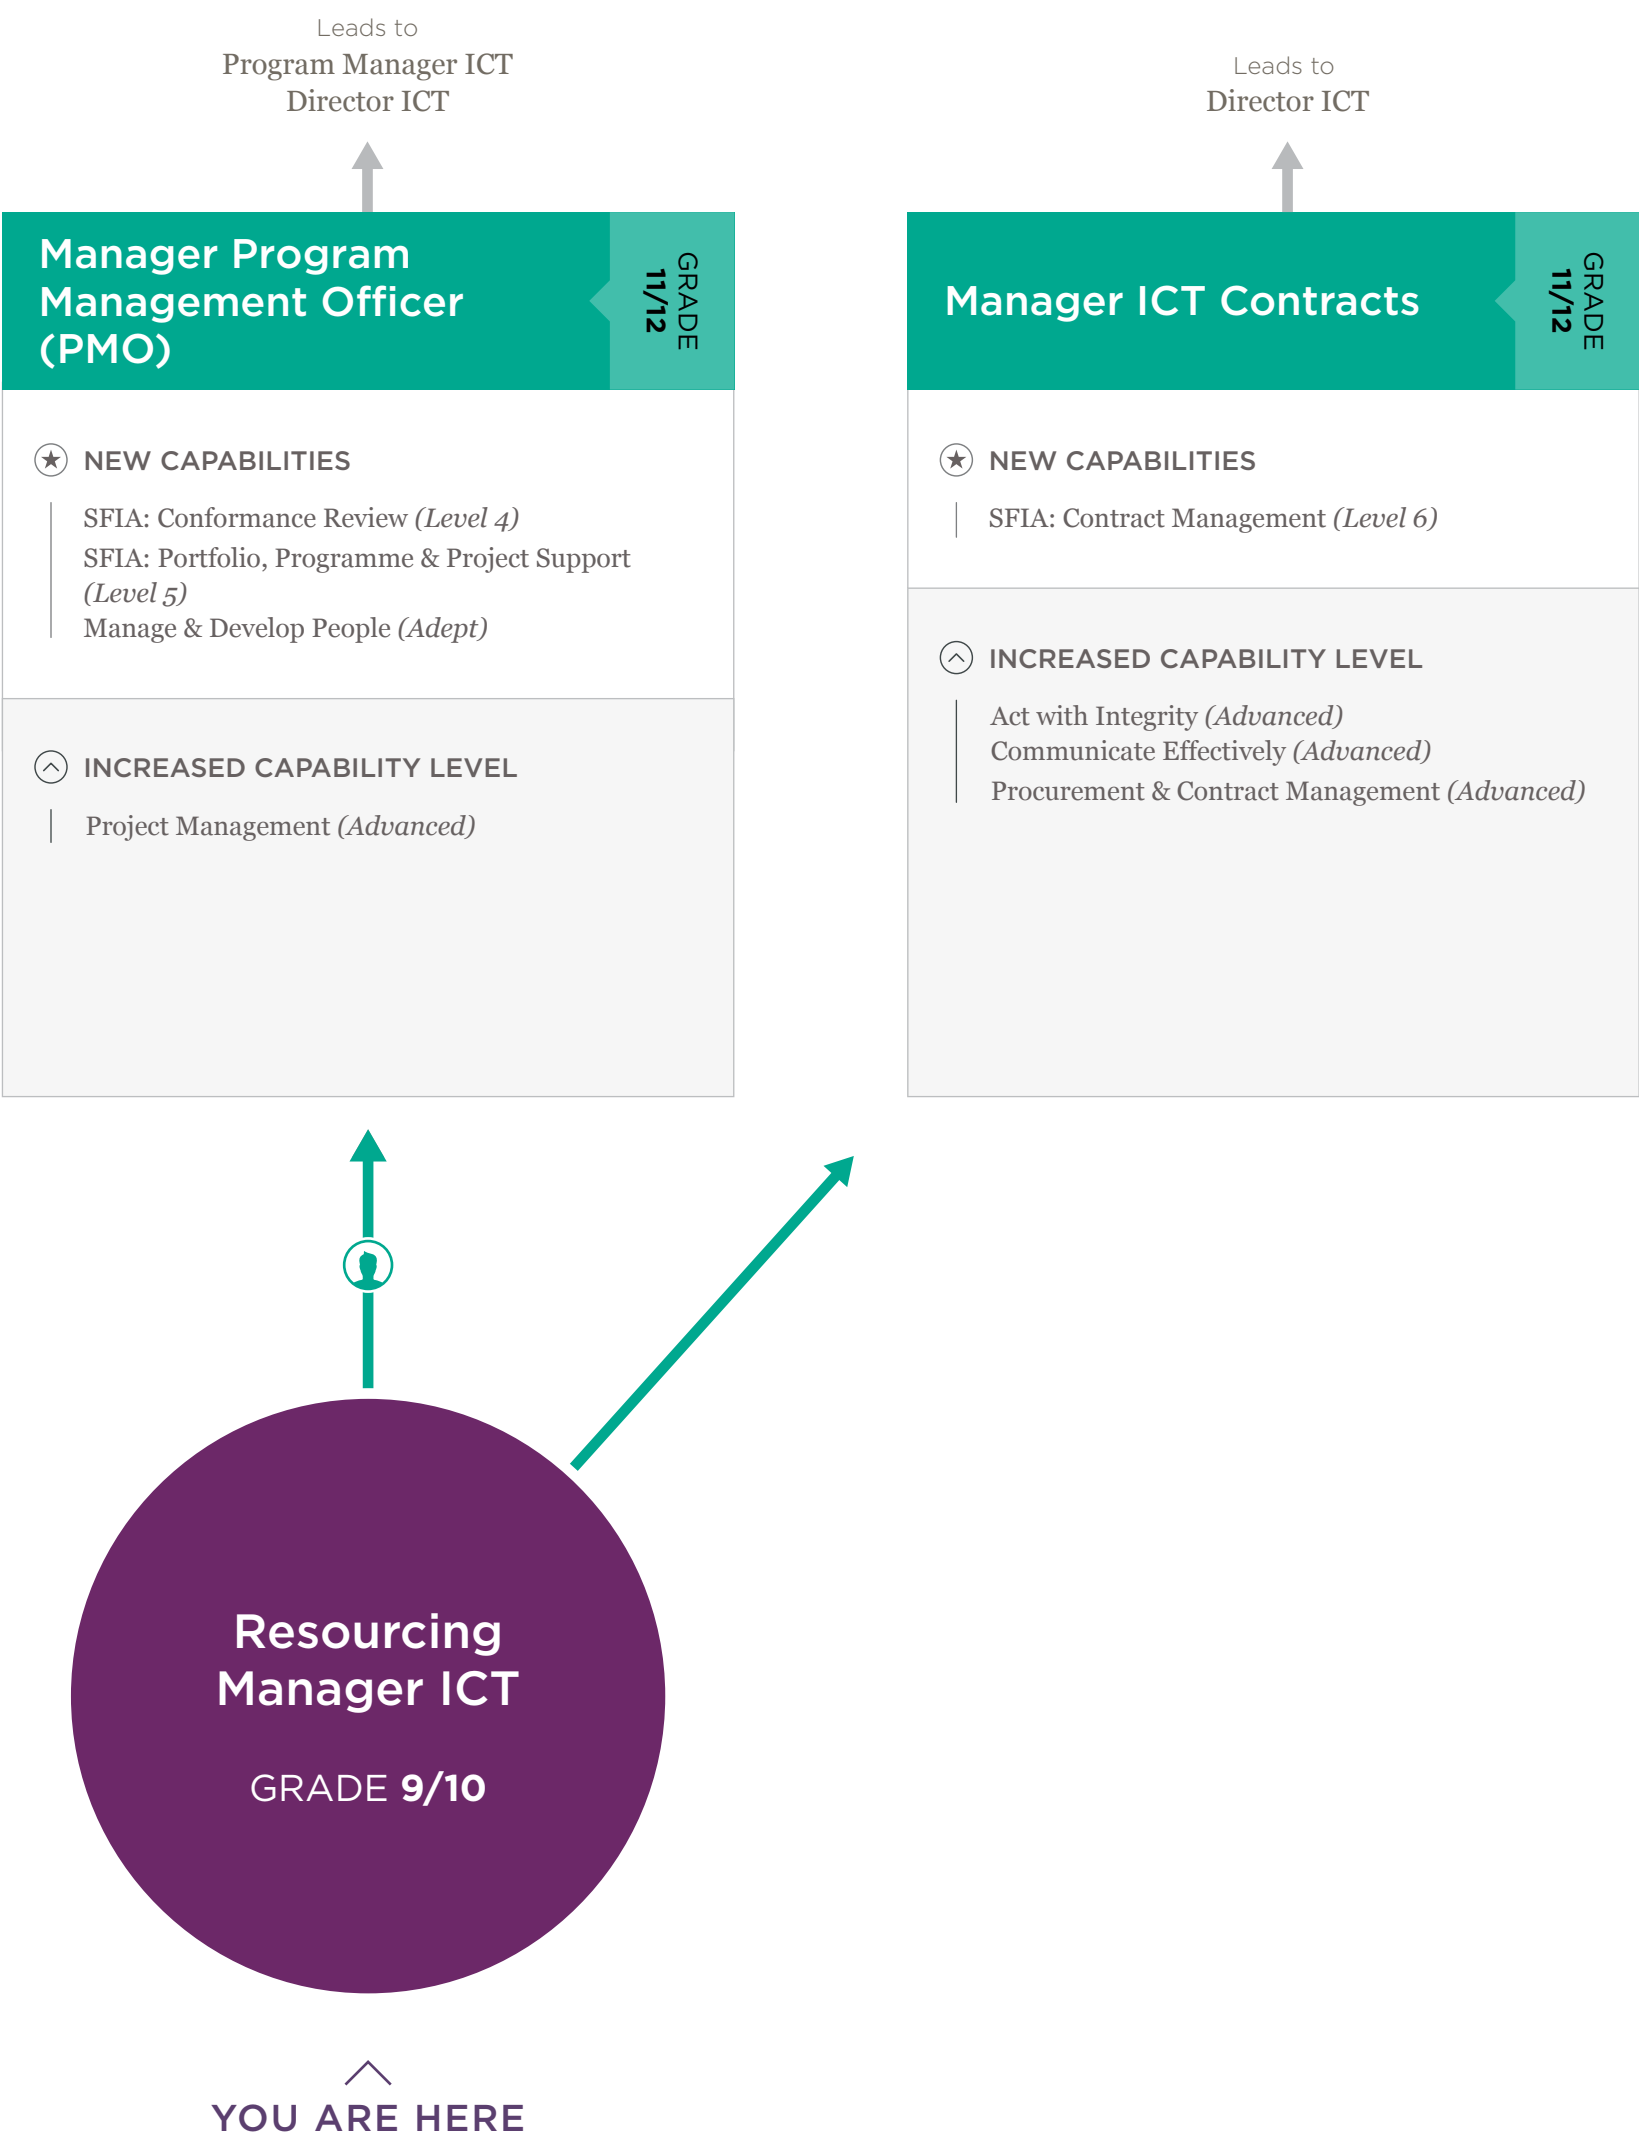 Leads to
Program Manager ICT
Director ICT
Manager Program
Management Officer
(PMO)
GRADE
11/12
NEW CAPABILITIES
SFIA: Conformance Review (Level 4)
SFIA: Portfolio, Programme & Project Support
(Level 5)
Manage & Develop People (Adept)
INCREASED CAPABILITY LEVEL
Project Management (Advanced)
Leads to
Director ICT
Manager ICT Contracts
GRADE
11/12
NEW CAPABILITIES
SFIA: Contract Management (Level 6)
INCREASED CAPABILITY LEVEL
Act with Integrity (Advanced)
Communicate Effectively (Advanced)
Procurement & Contract Management (Advanced)
Resourcing
Manager ICT
GRADE 9/10
YOU ARE HERE